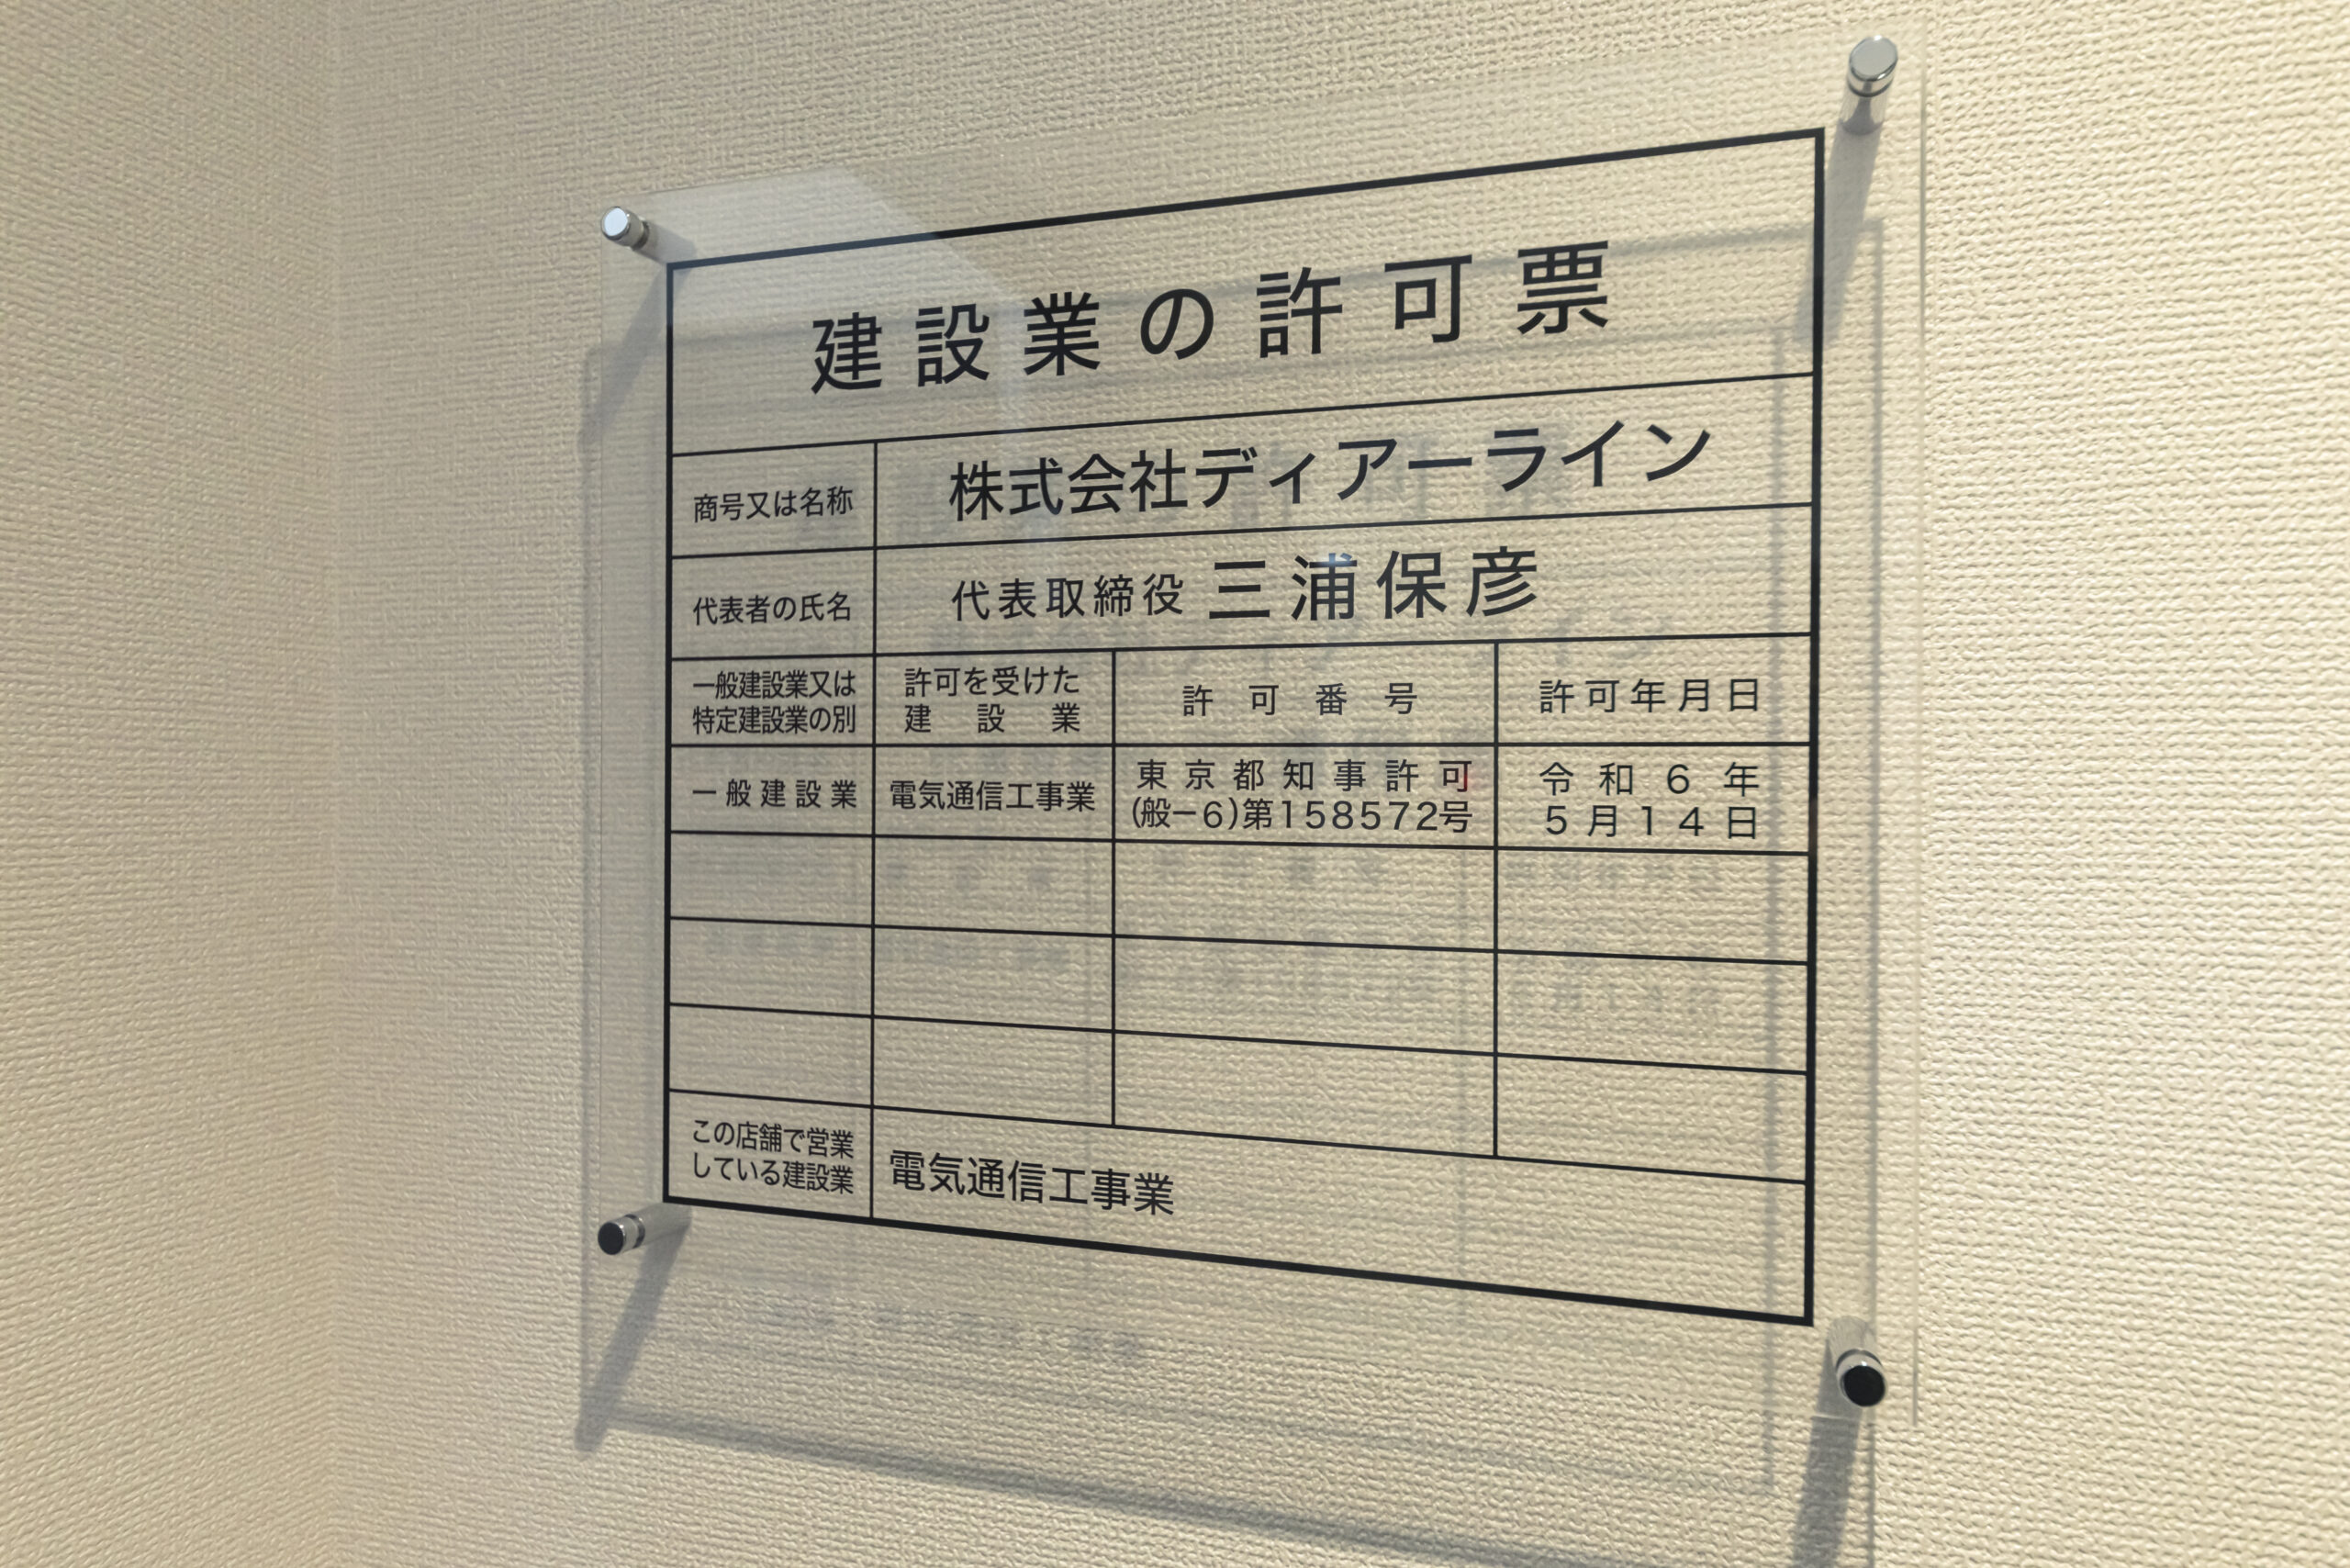 建設業の許可票
商号又は名称
株式会社ディアーライン
代表者の氏名
代表取締役 三浦保彦
一般建設業又は
特定建設業の別
許可を受けた
建設業
許可番号
許可年月日
一般建設業
電気通信工事業
東京都知事許可
(般ー6)第158572号
令和6年
5月14日
この店舗で営業
している建設業
電気通信工事業